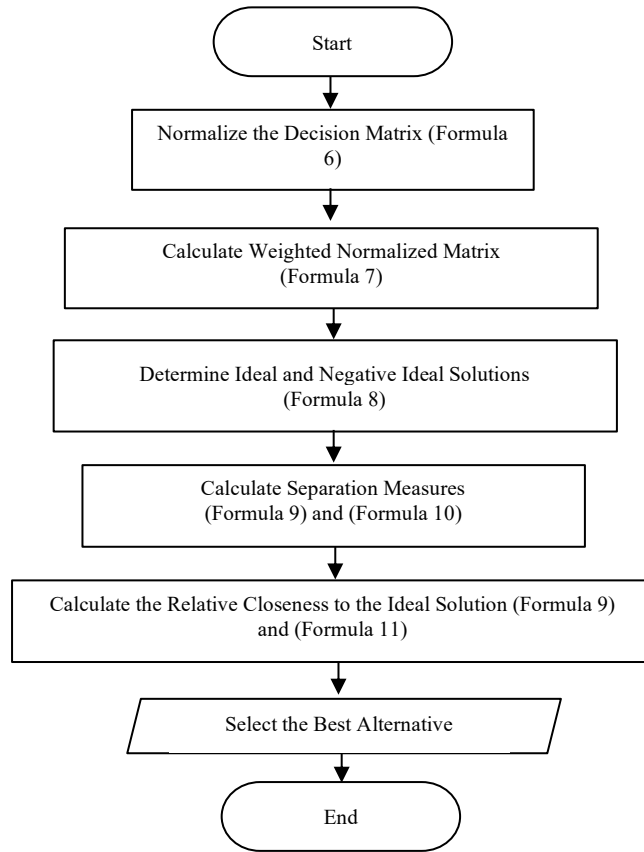 Start
Normalize the Decision Matrix (Formula
6)
Calculate Weighted Normalized Matrix
(Formula 7)
Determine Ideal and Negative Ideal Solutions
(Formula 8)
Calculate Separation Measures
(Formula 9) and (Formula 10)
Calculate the Relative Closeness to the Ideal Solution (Formula 9)
and (Formula 11)
Select the Best Alternative
End